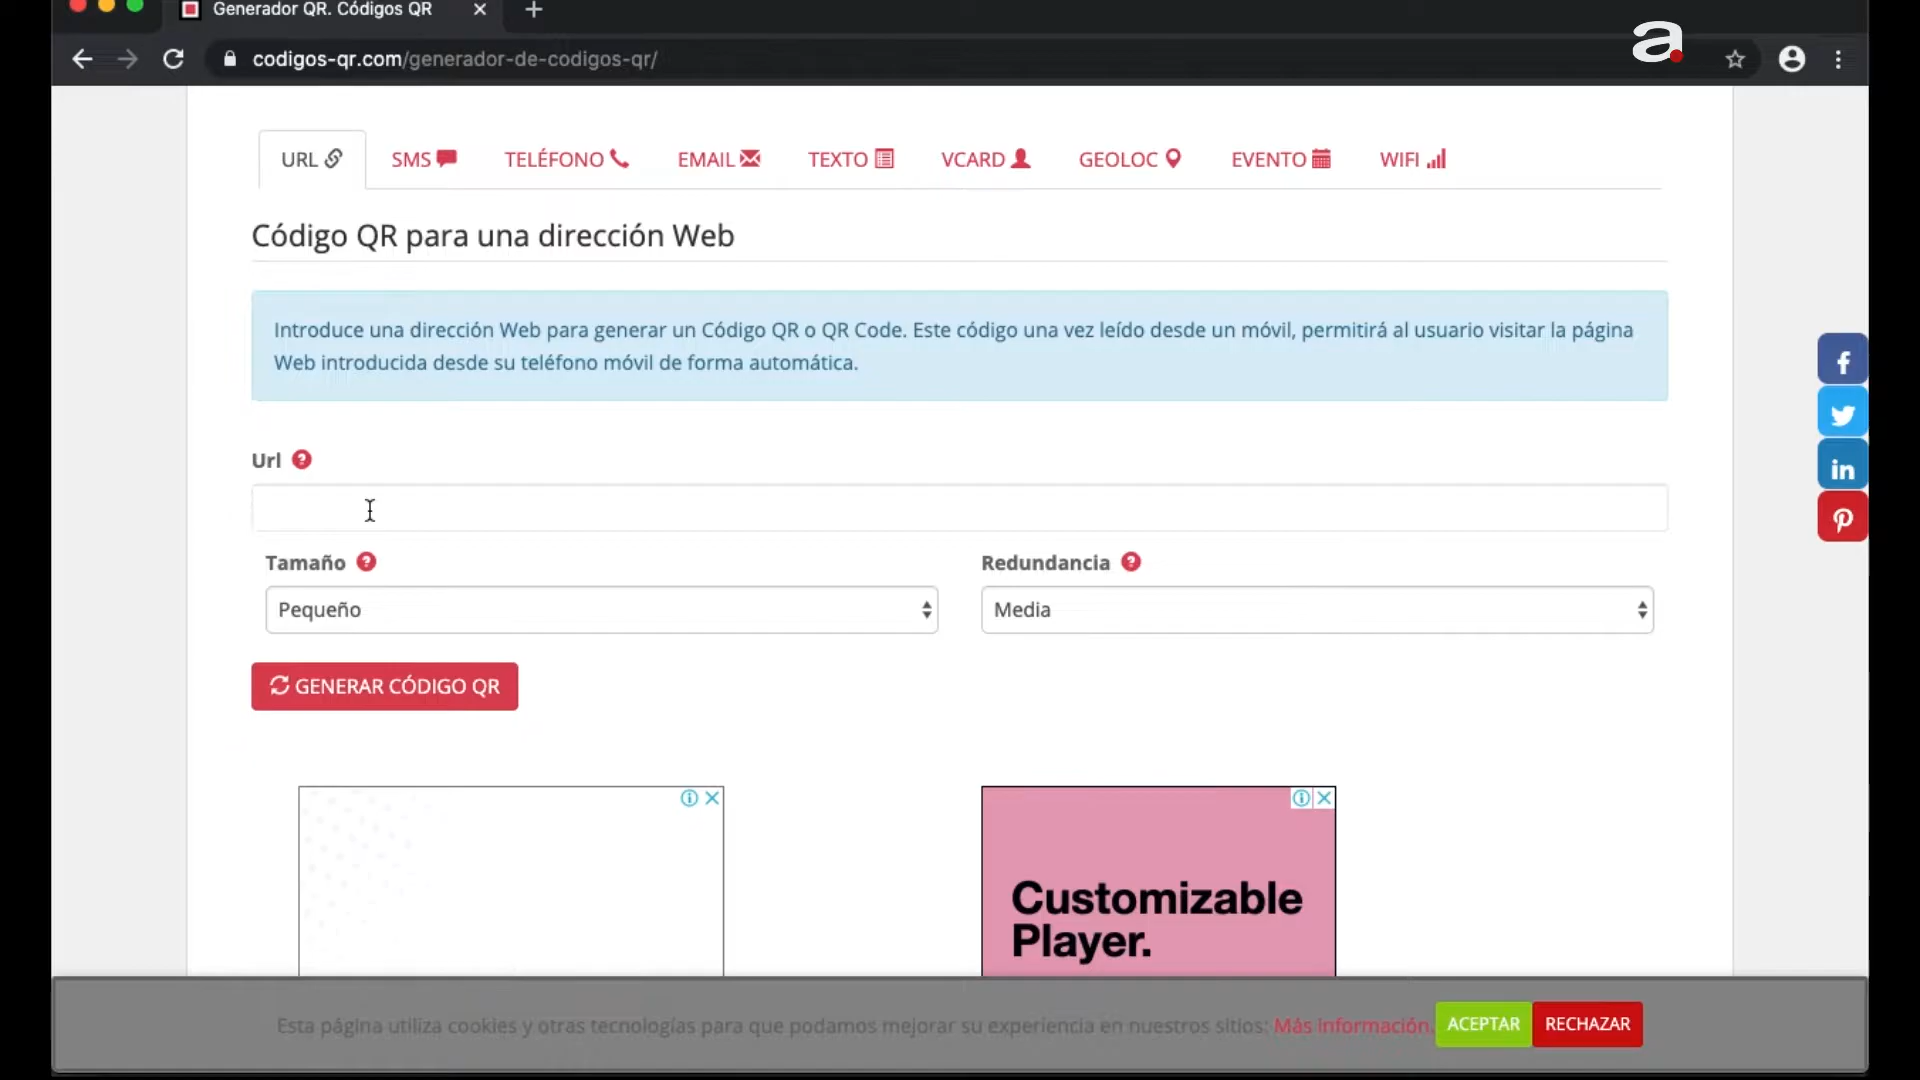 Generador QR. Códigos QR
a.
codigos-qr.com/generador-de-codigos-qr/
URL SMS TELÉFONO EMAIL TEXTO VCARD GEOLOC EVENTO WIFI
Código QR para una dirección Web
Introduce una dirección Web para generar un Código QR o QR Code. Este código una vez leído desde un móvil, permitirá al usuario visitar la página
Web introducida desde su teléfono móvil de forma automática.
Url
Tamaño
Redundancia
Pequeño
Media
GENERAR CÓDIGO QR
Customizable
Player.
Esta página utiliza cookies y otras tecnologías para que podamos mejorar su experiencia en nuestros sitios: Más información. ACEPTAR RECHAZAR